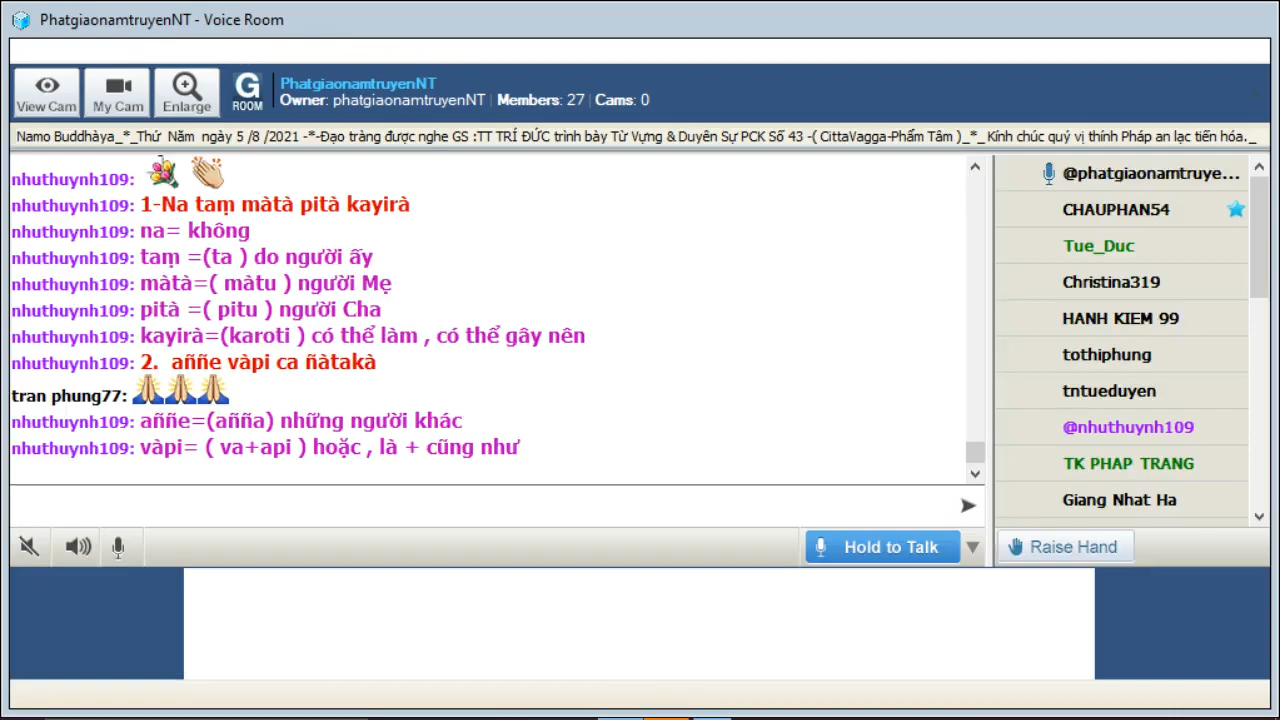 PhatgiaonamtruyenNT - Voice Room
View Cam
My Cam
Enlarge
G
ROOM
PhatgiaonamtruyenNT
Owner: phatgiaonamtruyenNT | Members: 27 | Cams: 0
Namo Buddhàya_*_Thứ Năm ngày 5 /8 /2021 -*-Đạo tràng được nghe GS :TT TRÍ ĐỨC trình bày Từ Vựng & Duyên Sự PCK Số 43 -( CittaVagga-Phẩm Tâm )_*_ Kính chúc quý vị thính Pháp an lạc tiến hóa._
nhuthuynh109:
nhuthuynh109: 1-Na taṃ màtà pità kayirà
nhuthuynh109: na= không
nhuthuynh109: taṃ =(ta ) do người ấy
nhuthuynh109: màtà=( màtu ) người Mẹ
nhuthuynh109: pità =( pitu ) người Cha
nhuthuynh109: kayirà=(karoti ) có thể làm , có thể gây nên
nhuthuynh109: 2. aññe vàpi ca ñàtakà
tran phung77:
nhuthuynh109: aññe=(añña) những người khác
nhuthuynh109: vàpi= ( va+api ) hoặc , là + cũng như
@phatgiaonamtruye...
CHAUPHAN54
Tue_Duc
Christina319
HANH KIEM 99
tothiphung
tntueduyen
@nhuthuynh109
TK PHAP TRANG
Giang Nhat Ha
Hold to Talk
Raise Hand